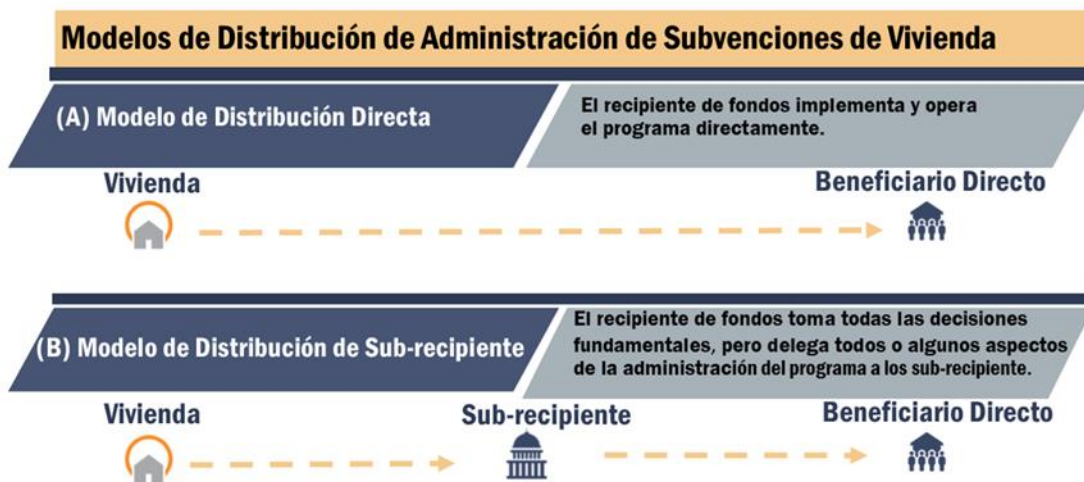 Modelos de Distribución de Administración de Subvenciones de Vivienda
(A) Modelo de Distribución Directa
El recipiente de fondos implementa y opera
el programa directamente.
Vivienda
Beneficiario Directo
(B) Modelo de Distribución de Sub-recipiente
El recipiente de fondos toma todas las decisiones
fundamentales, pero delega todos o algunos aspectos
de la administración del programa a los sub-recipiente.
Vivienda
Sub-recipiente
Beneficiario Directo